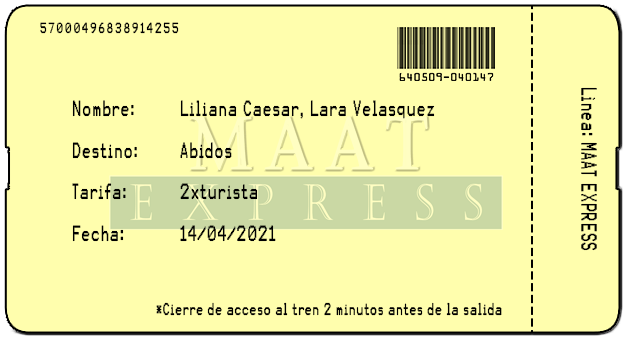 57000496838914255
640509-040147
Nombre: Liliana Caesar, Lara Velasquez
Destino: Abidos
Tarifa: 2xturista
Fecha: 14/04/2021
MAAT
EXPRESS
*Cierre de acceso al tren 2 minutos antes de la salida
Linea: MAAT EXPRESS